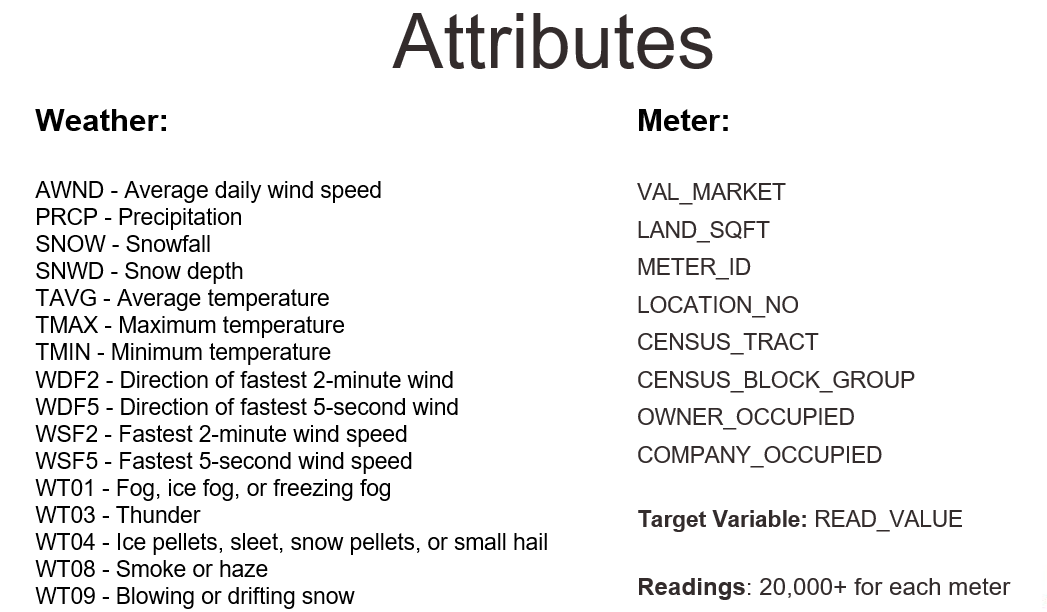 Attributes
Weather:
AWND - Average daily wind speed
PRCP - Precipitation
SNOW - Snowfall
SNWD - Snow depth
TAVG - Average temperature
TMAX - Maximum temperature
TMIN - Minimum temperature
WDF2 - Direction of fastest 2-minute wind
WDF5 - Direction of fastest 5-second wind
WSF2 - Fastest 2-minute wind speed
WSF5 - Fastest 5-second wind speed
WT01 - Fog, ice fog, or freezing fog
WT03 - Thunder
WT04 - Ice pellets, sleet, snow pellets, or small hail
WT08 - Smoke or haze
WT09 - Blowing or drifting snow
Meter:
VAL_MARKET
LAND_SQFT
METER_ID
LOCATION_NO
CENSUS_TRACT
CENSUS_BLOCK_GROUP
OWNER_OCCUPIED
COMPANY_OCCUPIED
Target Variable: READ_VALUE
Readings: 20,000+ for each meter